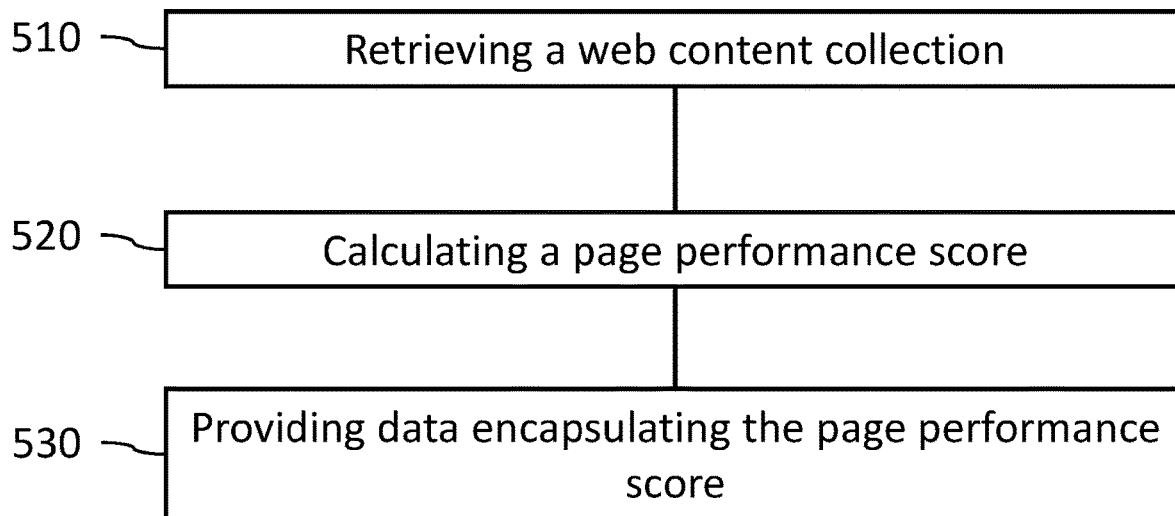 510 Retrieving a web content collection
520 Calculating a page performance score
530 Providing data encapsulating the page performance
score